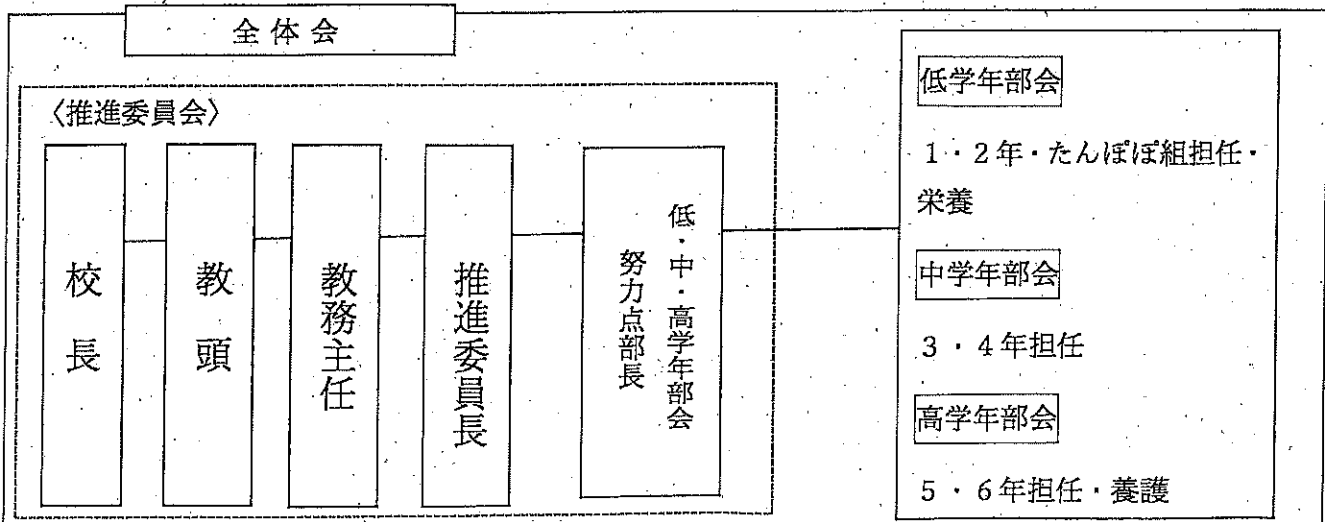 全体会
〈推進委員会〉
校長
教頭
教務主任
推進委員長
低・中・高学年部会
努力点部長
低学年部会
1・2年・たんぽぽ組担任・
栄養
中学年部会
3・4年担任
高学年部会
5・6年担任・養護